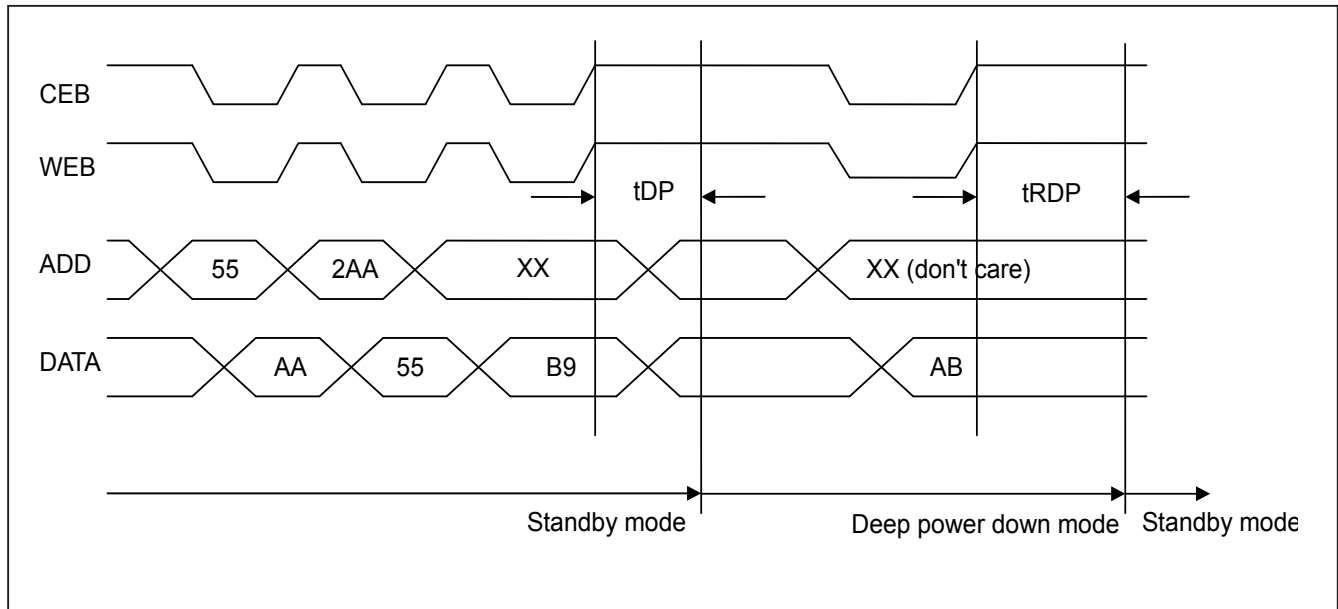 CEB
WEB
tDP
tRDP
ADD
55
2AA
XX
XX (don't care)
DATA
AA
55
B9
AB
Standby mode
Deep power down mode
Standby mode